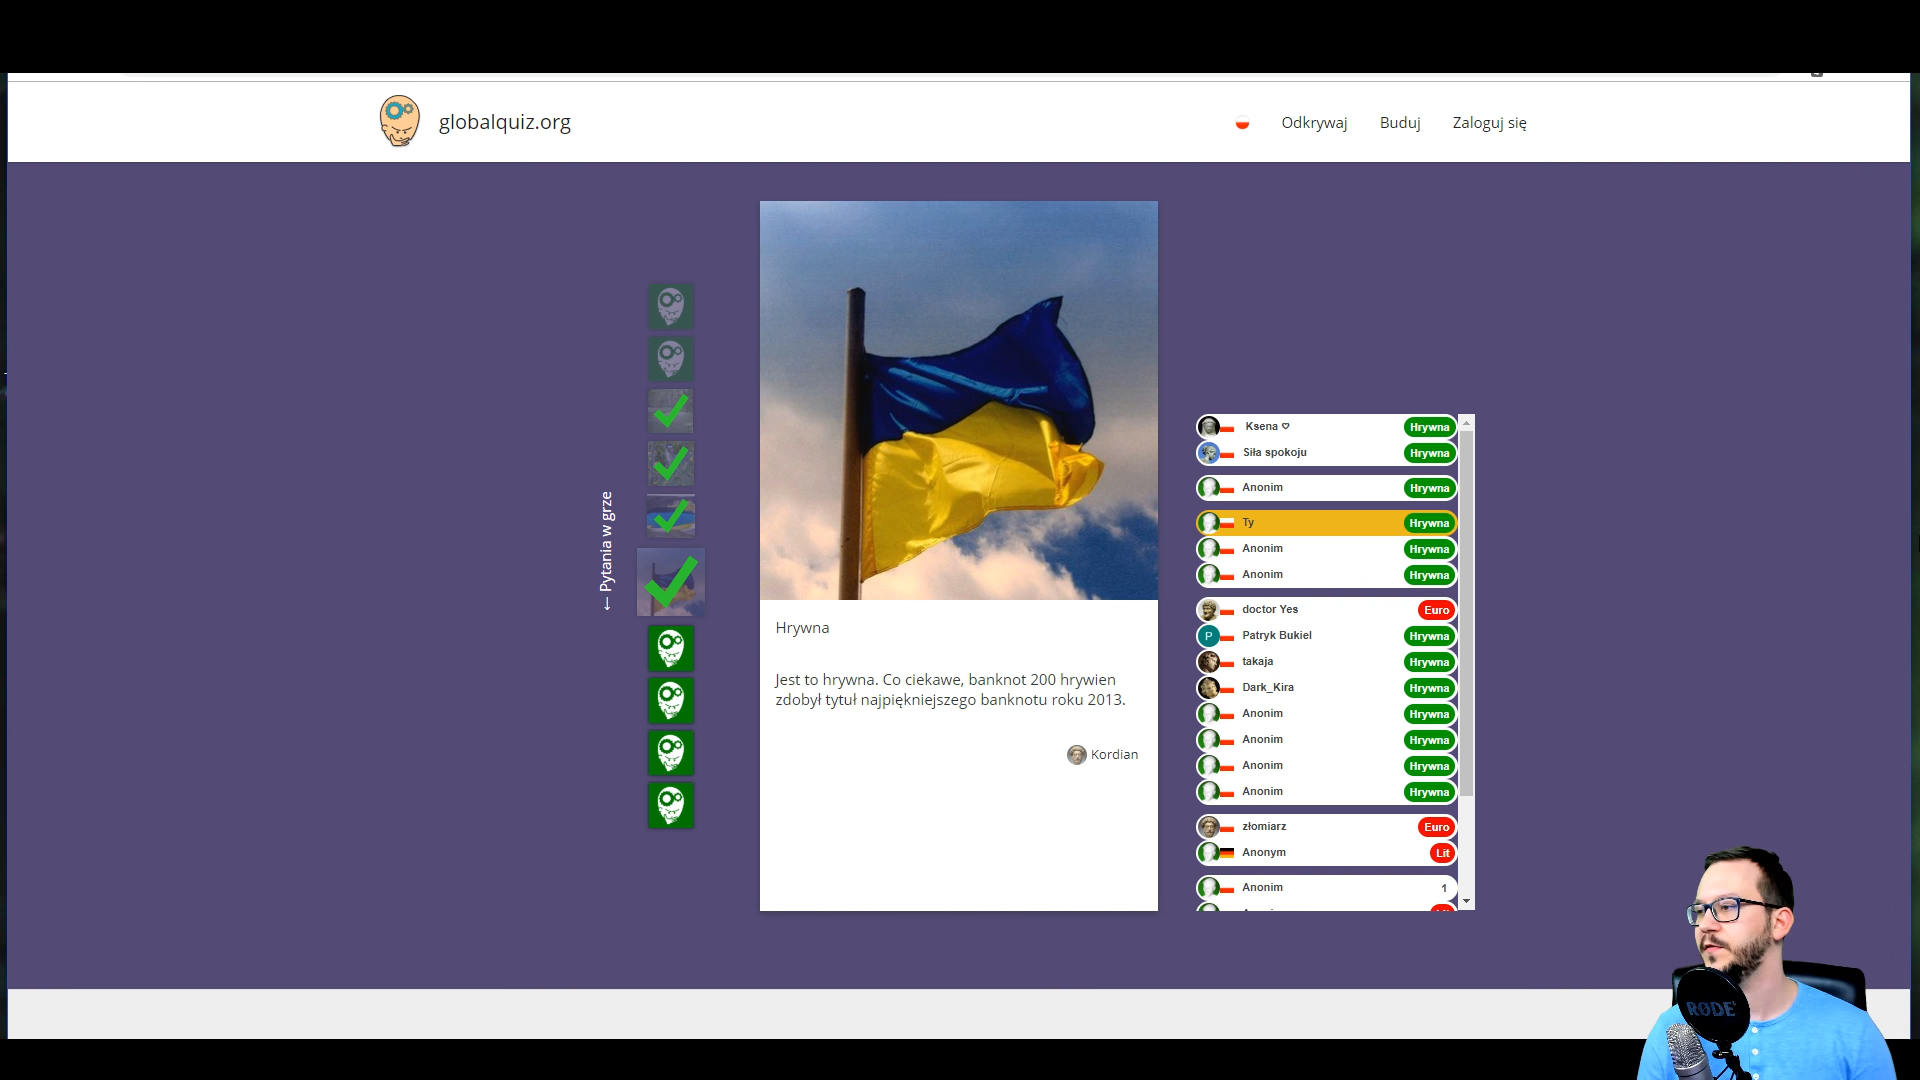 globalquiz.org
Odkrywaj
Buduj
Zaloguj się
← Pytania w grze
Hrywna
Jest to hrywna. Co ciekawe, banknot 200 hrywien
zdobył tytuł najpiękniejszego banknotu roku 2013.
Kordian
Ksena ♡ Hrywna
Siła spokoju Hrywna
Anonim Hrywna
Ty Hrywna
Anonim Hrywna
Anonim Hrywna
doctor Yes Euro
P Patryk Bukiel Hrywna
takaja Hrywna
Dark_Kira Hrywna
Anonim Hrywna
Anonim Hrywna
Anonim Hrywna
Anonim Hrywna
złomiarz Euro
Anonym Lit
Anonim 1
RØDE